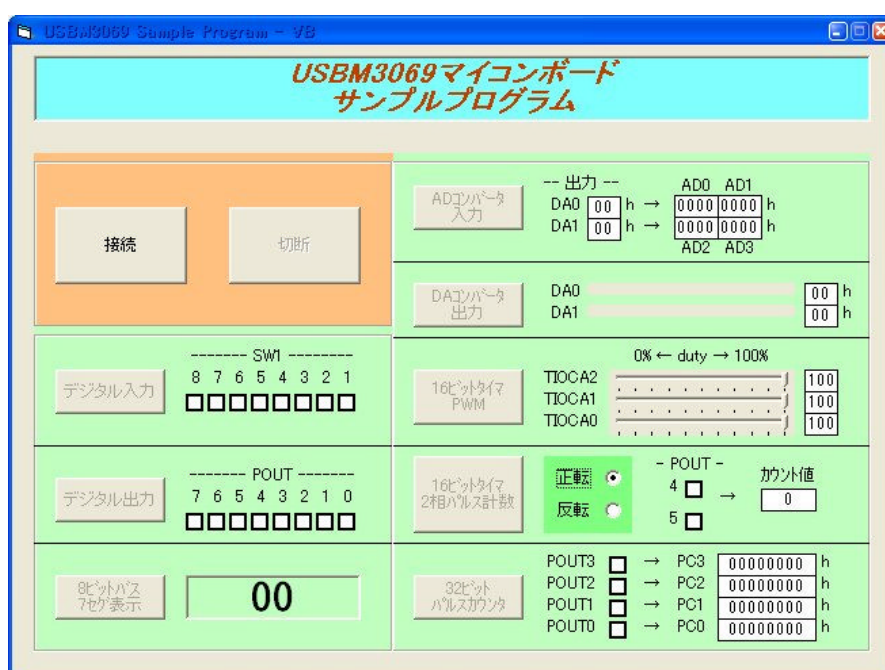 USBM3069 Sample Program - VB
USBM3069マイコンボード
サンプルプログラム
接続
切断
デジタル入力
------- SW1 --------
8 7 6 5 4 3 2 1
デジタル出力
------- POUT -------
7 6 5 4 3 2 1 0
8ビットバス
7セグ表示
00
ADコンバータ
入力
-- 出力 --
AD0 AD1
DA0 00 h → 0000 0000 h
DA1 00 h → 0000 0000 h
AD2 AD3
DAコンバータ
出力
DA0 00 h
DA1 00 h
16ビットタイマ
PWM
0% ← duty → 100%
TIOCA2 100
TIOCA1 100
TIOCA0 100
16ビットタイマ
2相パルス計数
正転
反転
- POUT -
4
5
→
カウント値
0
32ビット
パルスカウンタ
POUT3 → PC3 00000000 h
POUT2 → PC2 00000000 h
POUT1 → PC1 00000000 h
POUT0 → PC0 00000000 h